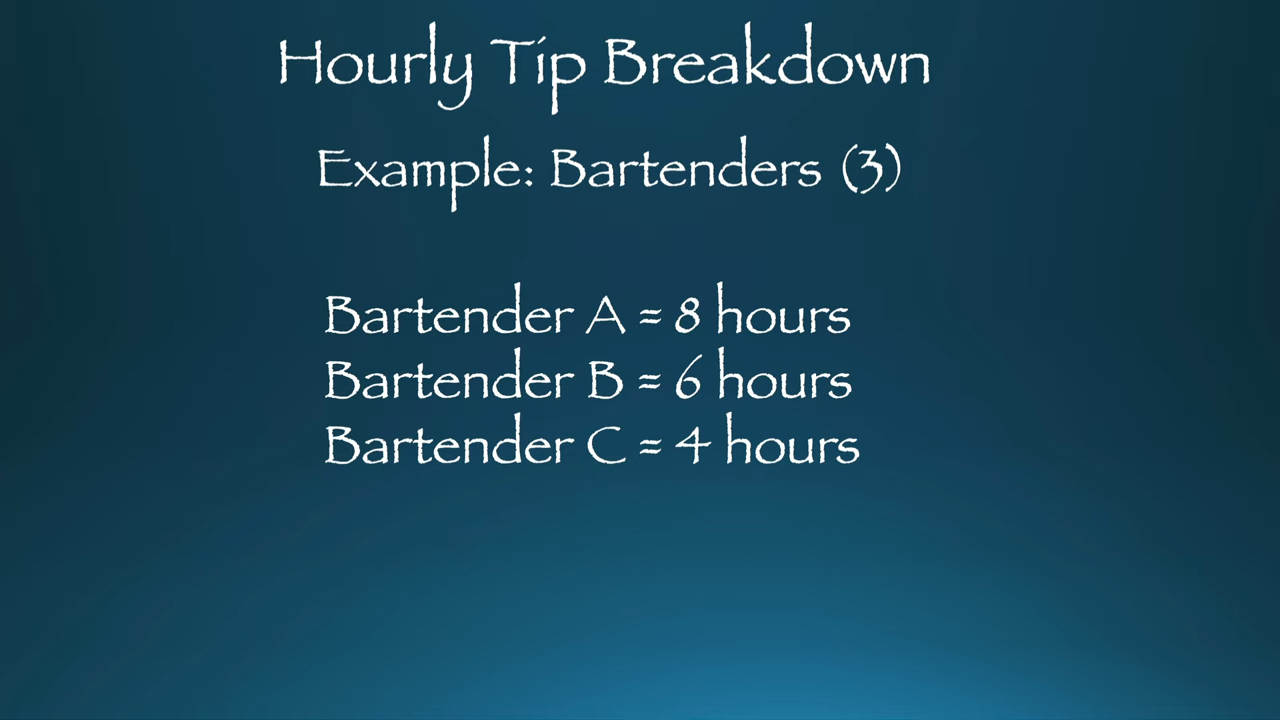 Hourly Tip Breakdown
Example: Bartenders (3)
Bartender A = 8 hours
Bartender B = 6 hours
Bartender C = 4 hours